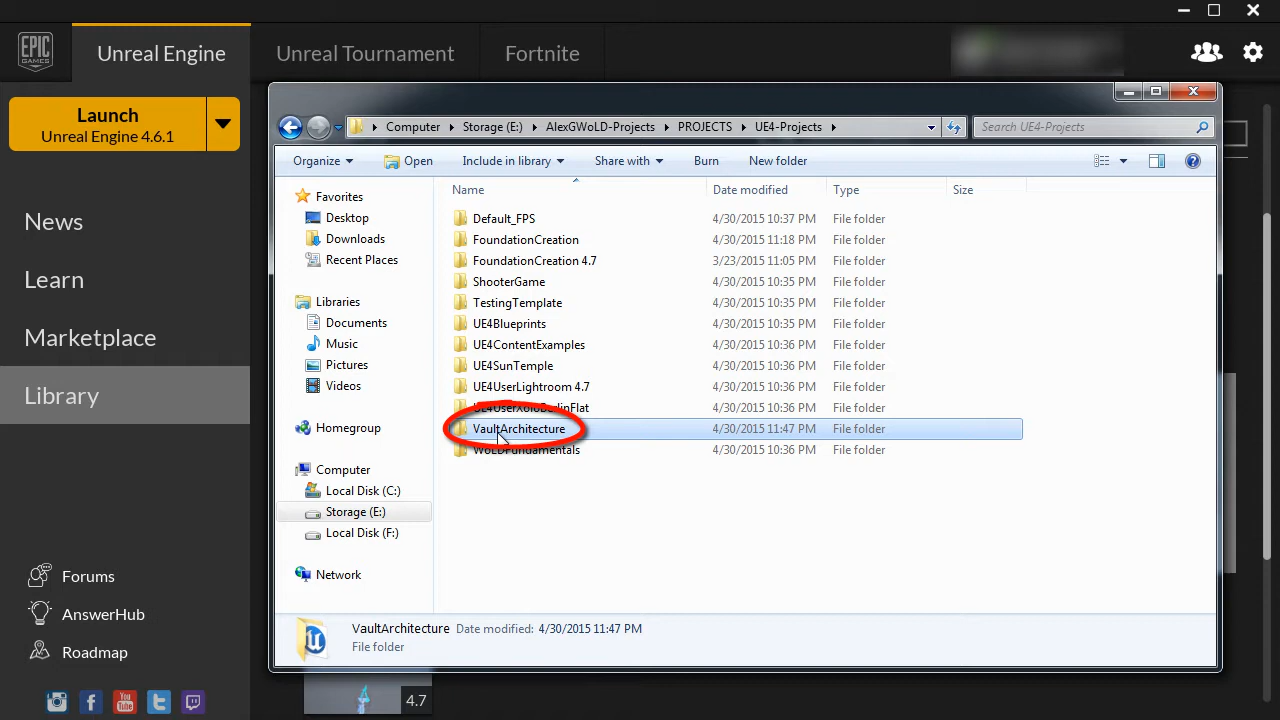 EPIC GAMES
Unreal Engine
Unreal Tournament
Fortnite
Launch
Unreal Engine 4.6.1
News
Learn
Marketplace
Library
Forums
AnswerHub
Roadmap
You Tube
Computer
Storage (E:)
AlexGWoLD-Projects
PROJECTS
UE4-Projects
Search UE4-Projects
Organize
Open
Include in library
Share with
Burn
New folder
Favorites
Desktop
Downloads
Recent Places
Libraries
Documents
Music
Pictures
Videos
Homegroup
Computer
Local Disk (C:)
Storage (E:)
Local Disk (F:)
Network
Name Date modified Type Size
Default_FPS 4/30/2015 10:37 PM File folder
FoundationCreation 4/30/2015 11:18 PM File folder
FoundationCreation 4.7 3/23/2015 11:05 PM File folder
ShooterGame 4/30/2015 10:35 PM File folder
TestingTemplate 4/30/2015 10:35 PM File folder
UE4Blueprints 4/30/2015 10:35 PM File folder
UE4ContentExamples 4/30/2015 10:36 PM File folder
UE4SunTemple 4/30/2015 10:36 PM File folder
UE4UserLightroom 4.7 4/30/2015 10:36 PM File folder
UE4UserXoioBerlinFlat 4/30/2015 10:36 PM File folder
VaultArchitecture 4/30/2015 11:47 PM File folder
WoLDFundamentals 4/30/2015 10:36 PM File folder
VaultArchitecture Date modified: 4/30/2015 11:47 PM
File folder
4.7